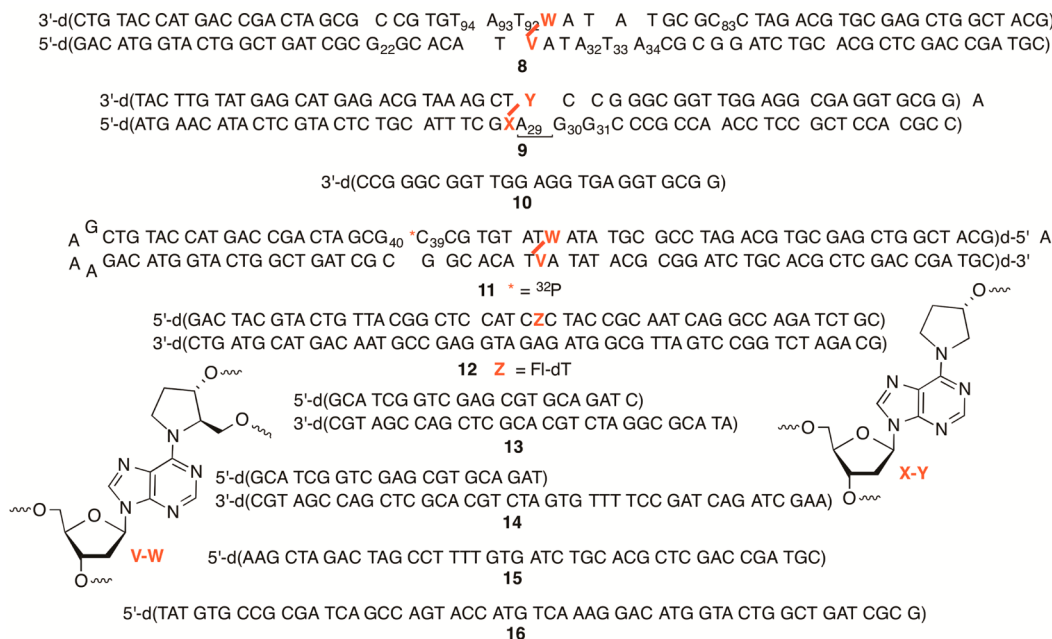 3'-d(CTG TAC CAT GAC CGA CTA GCG C CG TGT94 A93T92W A T A T GCG GC83C TAG ACG TGC GAG CTG GCT ACG)
5'-d(GAC ATG GTA CTG GCT GAT CGC G22GC ACA T V A T A32T33A34CG C G G ATC TGC ACG CTC GAC CGA TGC)
8
3'-d(TAC TTG TAT GAG CAT GAG ACG TAA AGC T Y C C G GGC GGT TGG AGG CGA GGT GCG G) A
5'-d(ATG AAC ATA CTC GTA CTC TGC ATT TCG XA29 G30G31C CCG CCA ACC TCC GCT CCA CGC C)
9
3'-d(CCG GGC GGT TGG AGG TGA GGT GCG G)
10
A G CTG TAC CAT GAC CGA CTA GCG40 *C39CG TGT ATW ATA TGC GCC TAG ACG TGC GAG CTG GCT ACG)d-5' A
A A GAC ATG GTA CTG GCT GAT CG C G GC ACA TV A TAT ACG CGG ATC TGC ACG CTC GAC CGA TGC)d-3'
11 * = 32P
5'-d(GAC TAC GTA CTG TTA CGG CTC CAT CZC TAC CGC AAT CAG GCC AGA TCT GC)
3'-d(CTG ATG CAT GAC AAT GCC GAG GTA GAG ATG GCG TTA GTC CGG TCT AGA CG)
12 Z = Fl-dT
5'-d(GCA TCG GTC GAG CGT GCA GAT C)
3'-d(CGT AGC CAG CTC GCA CGT CTA GGC GCA TA)
13
5'-d(GCA TCG GTC GAG CGT GCA GAT)
3'-d(CGT AGC CAG CTC GCA CGT CTA GTG TTT TCC GAT CAG ATC GAA)
14
5'-d(AAG CTA GAC TAG CCT TTT GTG ATC TGC ACG CTC GAC CGA TGC)
15
5'-d(TAT GTG CCG CGA TCA GCC AGT ACC ATG TCA AAG GAC ATG GTA CTG GCT GAT CGC G)
16
O
N
O
N
N
N
N
O
O
O
V-W
O
N
N
N
N
N
O
O
O
X-Y